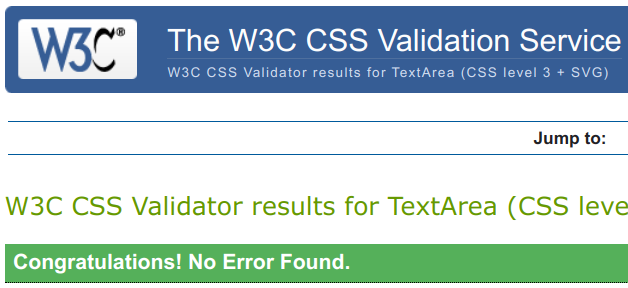 W3C®
The W3C CSS Validation Service
W3C CSS Validator results for TextArea (CSS level 3 + SVG)
Jump to:
W3C CSS Validator results for TextArea (CSS leve
Congratulations! No Error Found.